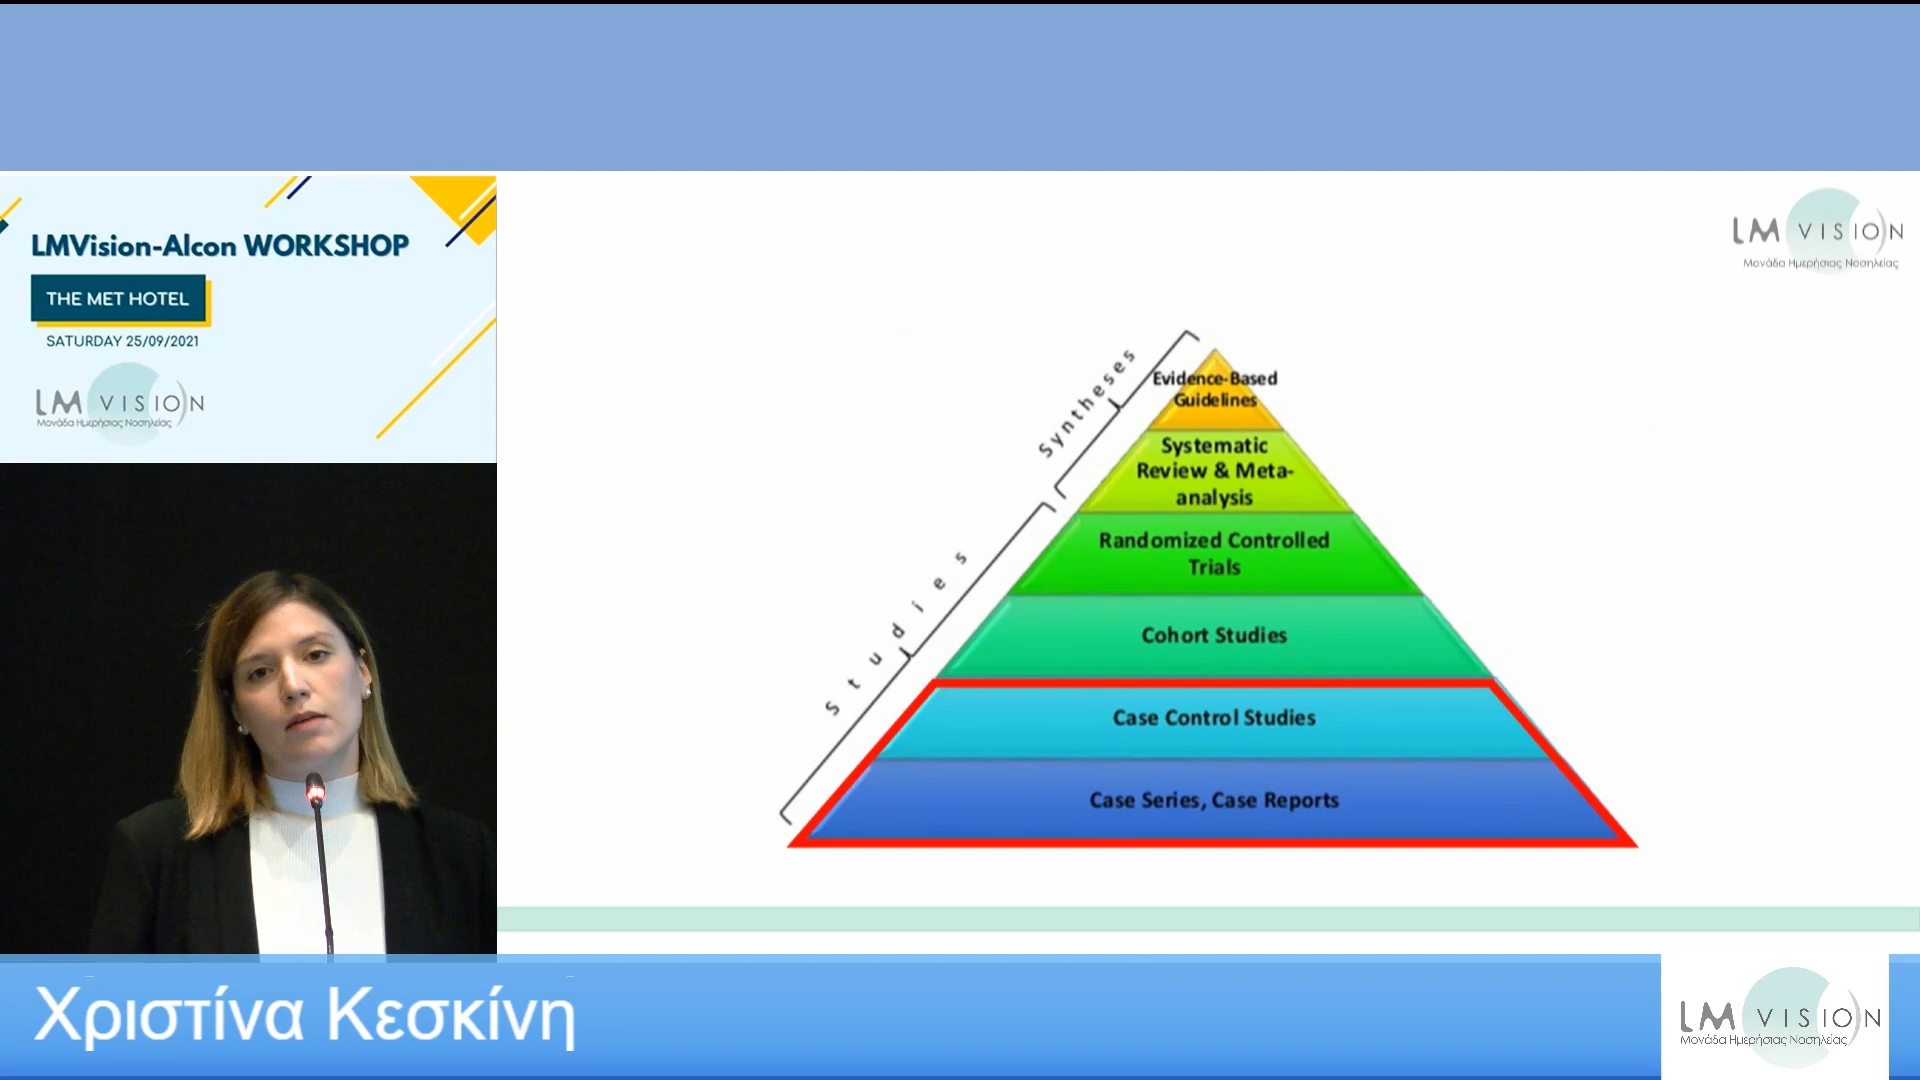 LMVision-Alcon WORKSHOP
THE MET HOTEL
SATURDAY 25/09/2021
LM VISION
Μονάδα Ημερήσιας Νοσηλείας
LM VISION
Μονάδα Ημερήσιας Νοσηλείας
Syntheses
Studies
Evidence-Based
Guidelines
Systematic
Review & Meta-
analysis
Randomized Controlled
Trials
Cohort Studies
Case Control Studies
Case Series, Case Reports
Χριστίνα Κεσκίνη
LM VISION
Μονάδα Ημερήσιας Νοσηλείας